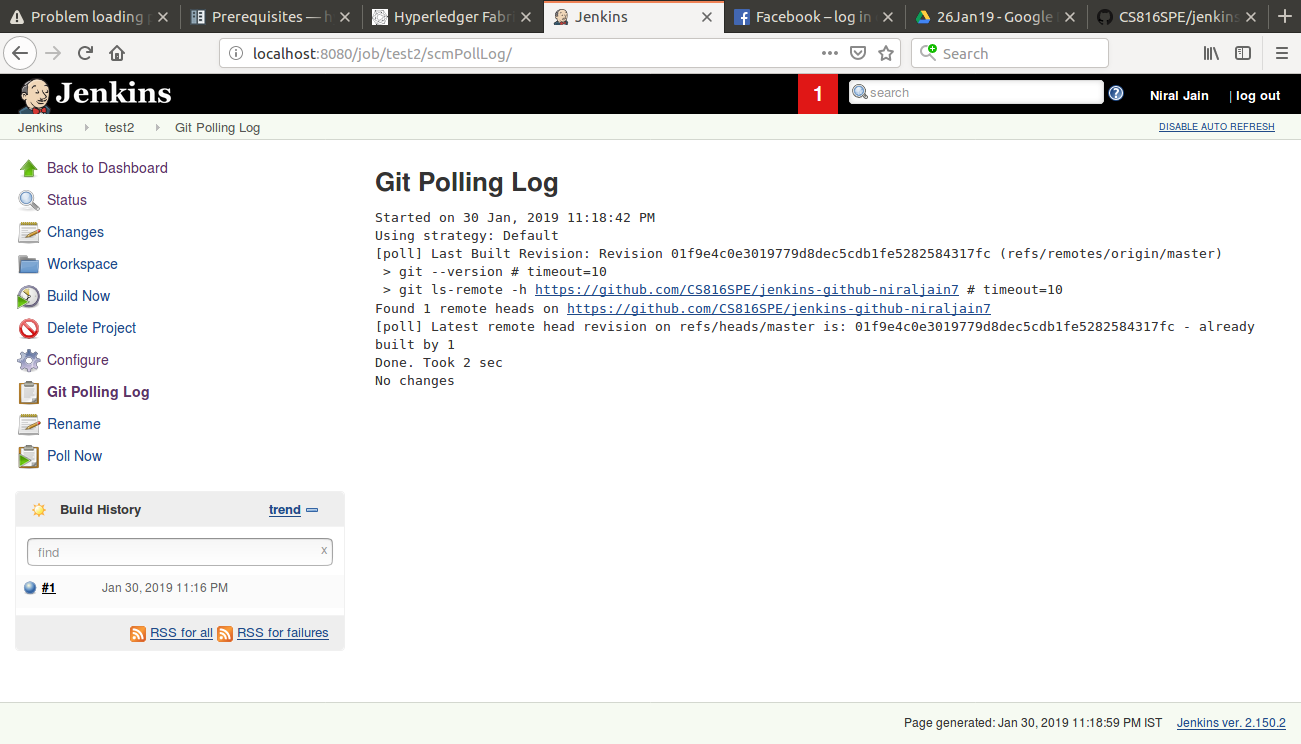 Problem loading p
Prerequisites — h
Hyperledger Fabri
Jenkins
Facebook – log in
26Jan19 - Google
CS816SPE/jenkins
localhost:8080/job/test2/scmPollLog/
Search
Jenkins
1
search
Niral Jain
| log out
Jenkins
test2
Git Polling Log
DISABLE AUTO REFRESH
Back to Dashboard
Status
Changes
Workspace
Build Now
Delete Project
Configure
Git Polling Log
Rename
Poll Now
Build History
trend
find
x
#1
Jan 30, 2019 11:16 PM
RSS for all
RSS for failures
Git Polling Log
Started on 30 Jan, 2019 11:18:42 PM
Using strategy: Default
[poll] Last Built Revision: Revision 01f9e4c0e3019779d8dec5cdb1fe5282584317fc (refs/remotes/origin/master)
> git --version # timeout=10
> git ls-remote -h https://github.com/CS816SPE/jenkins-github-niraljain7 # timeout=10
Found 1 remote heads on https://github.com/CS816SPE/jenkins-github-niraljain7
[poll] Latest remote head revision on refs/heads/master is: 01f9e4c0e3019779d8dec5cdb1fe5282584317fc - already
built by 1
Done. Took 2 sec
No changes
Page generated: Jan 30, 2019 11:18:59 PM IST
Jenkins ver. 2.150.2